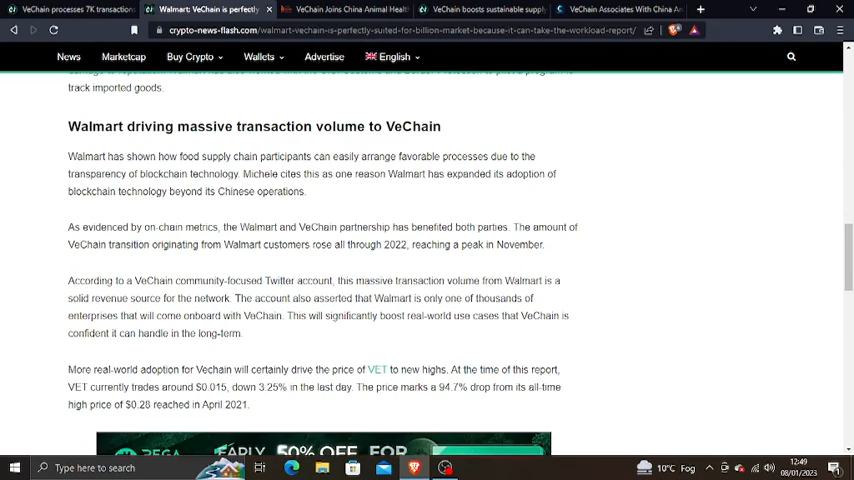 VeChain processes 7K transactions
Walmart: VeChain is perfectly
VeChain Joins China Animal Healt
VeChain boosts sustainable supply
VeChain Associates With China An
crypto-news-flash.com/walmart-vechain-is-perfectly-suited-for-billion-market-because-it-can-take-the-workload-report/
News
Marketcap
Buy Crypto
Wallets
Advertise
English
track imported goods.
Walmart driving massive transaction volume to VeChain
Walmart has shown how food supply chain participants can easily arrange favorable processes due to the
transparency of blockchain technology. Michele cites this as one reason Walmart has expanded its adoption of
blockchain technology beyond its Chinese operations.
As evidenced by on-chain metrics, the Walmart and VeChain partnership has benefited both parties. The amount of
VeChain transition originating from Walmart customers rose all through 2022, reaching a peak in November.
According to a VeChain community-focused Twitter account, this massive transaction volume from Walmart is a
solid revenue source for the network. The account also asserted that Walmart is only one of thousands of
enterprises that will come onboard with VeChain. This will significantly boost real-world use cases that VeChain is
confident it can handle in the long-term.
More real-world adoption for Vechain will certainly drive the price of VET to new highs. At the time of this report,
VET currently trades around $0.015, down 3.25% in the last day. The price marks a 94.7% drop from its all-time
high price of $0.28 reached in April 2021.
EARLY 50% OFF FOR
Type here to search
10°C Fog
12:49
08/01/2023